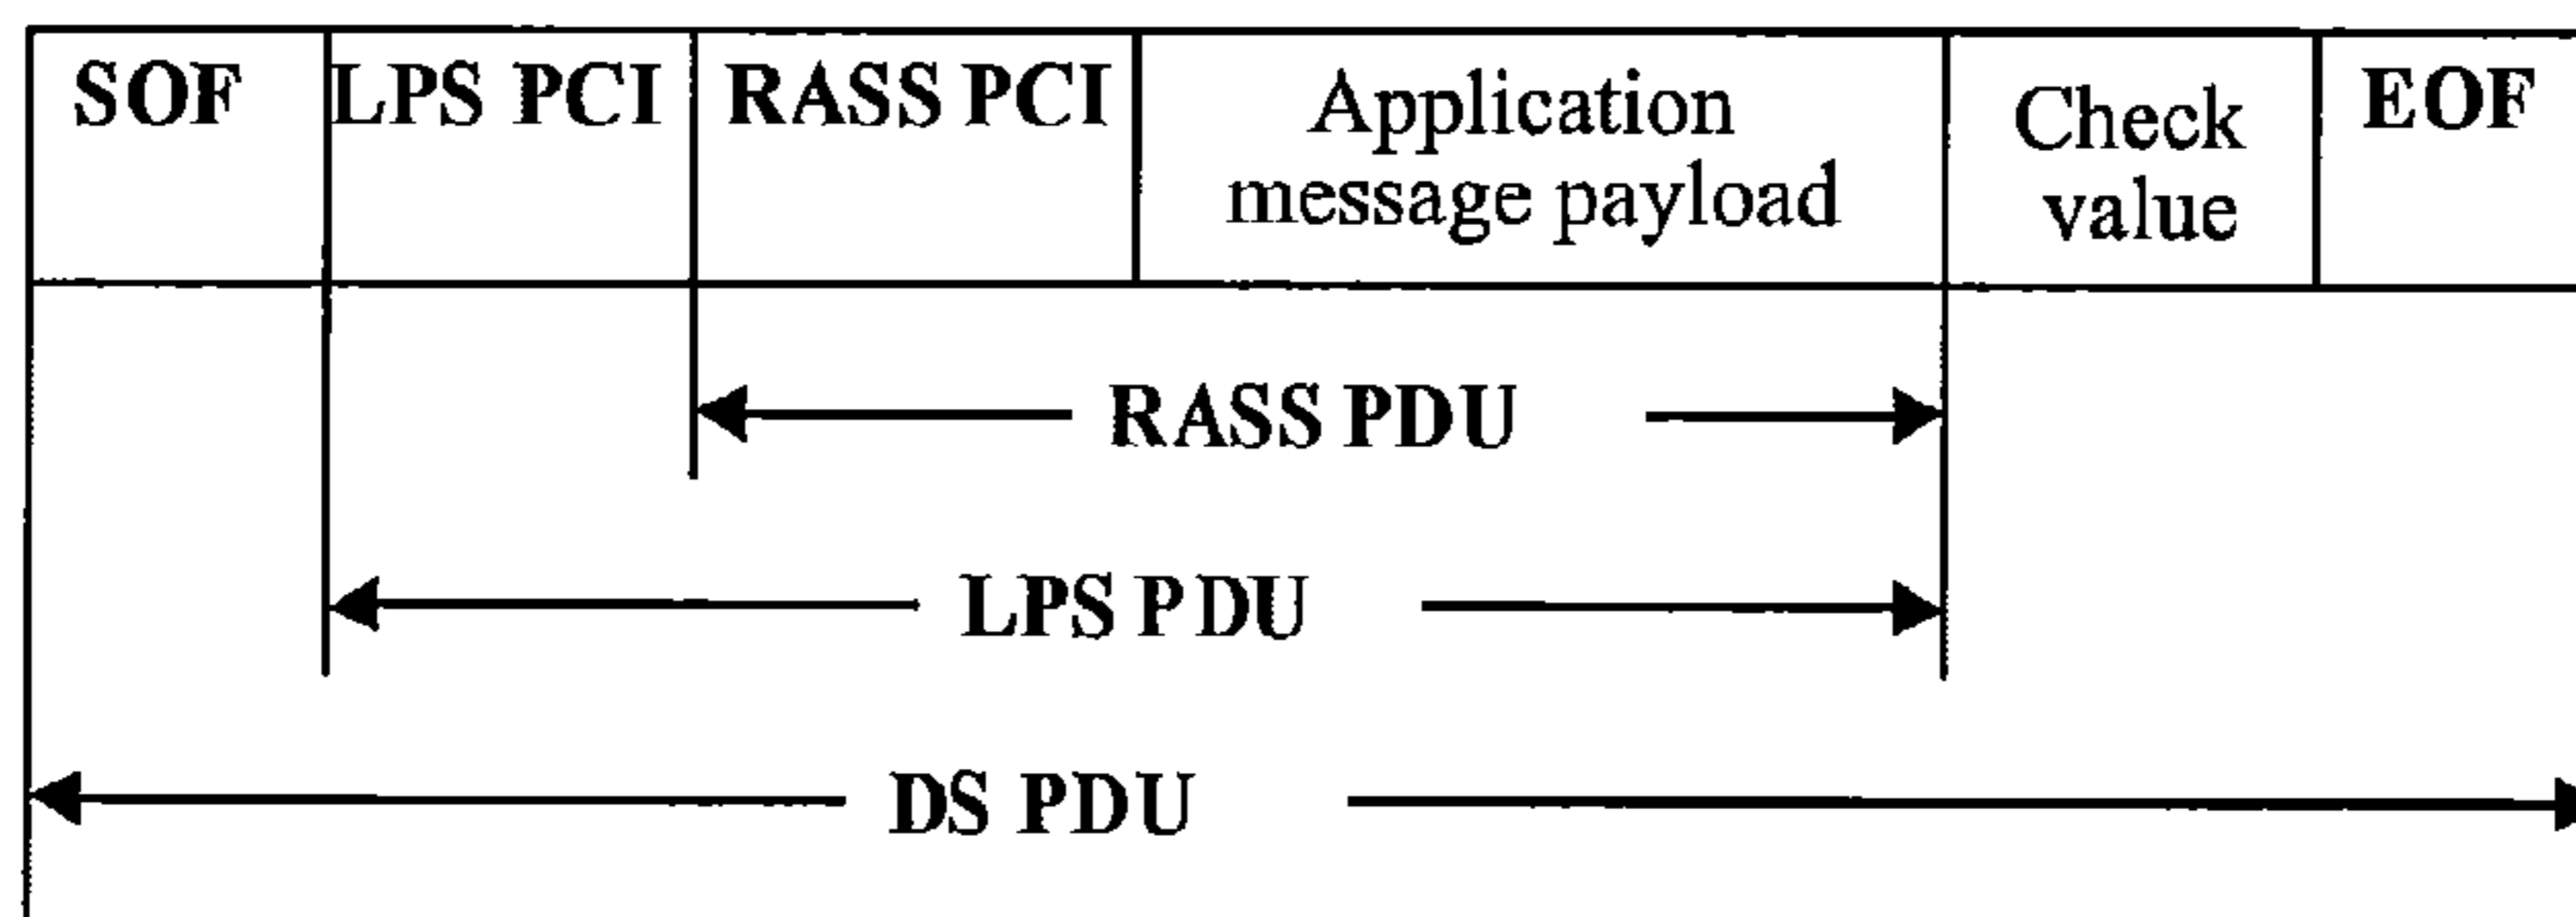 SOF LPS PCI RASS PCI Application message payload Check value EOF
RASS PDU
LPS PDU
DS PDU